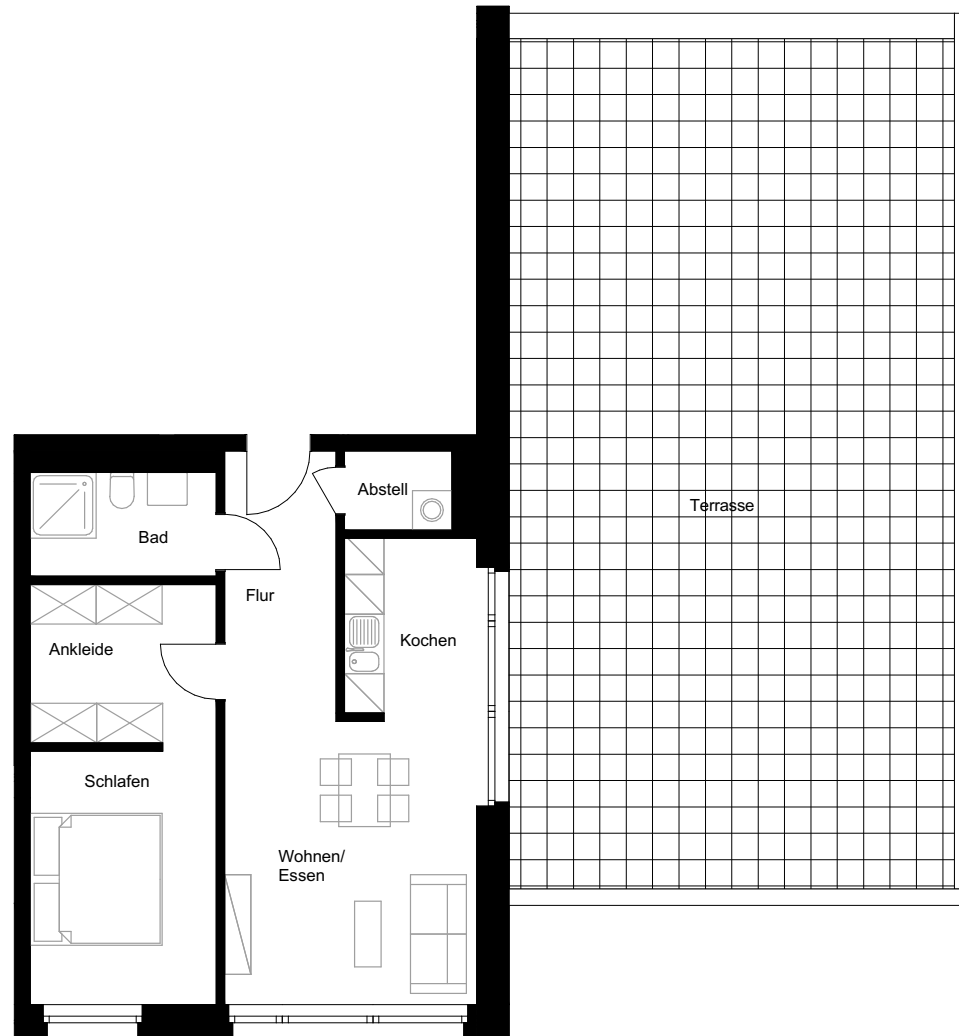 Abstell
Terrasse
Bad
Flur
Kochen
Ankleide
Schlafen
Wohnen/
Essen